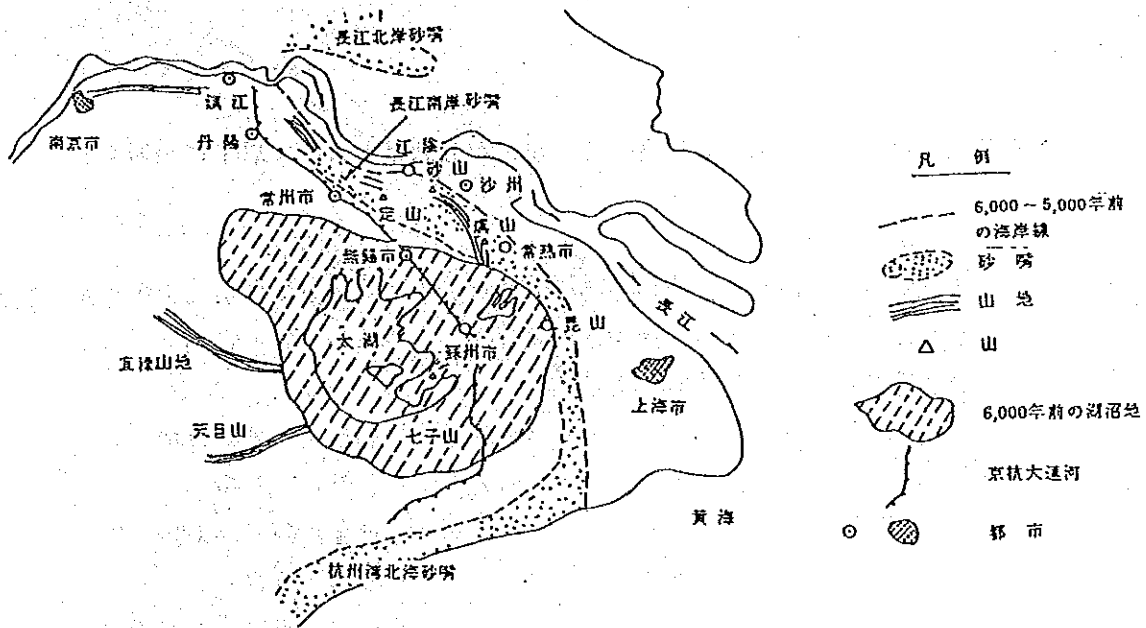 長江北岸砂嘴
鎮江
長江南岸砂嘴
南京市
丹陽
江陰
砂山
沙州
常州市
定山
虞山
常熟市
無錫市
太湖
蘇州市
昆山
長江
宜溧山地
上海市
天目山
七子山
黄海
杭州湾北海砂嘴
凡例
6,000～5,000年前
の海岸線
砂嘴
山地
山
6,000年前の湖沼地
京杭大運河
都市